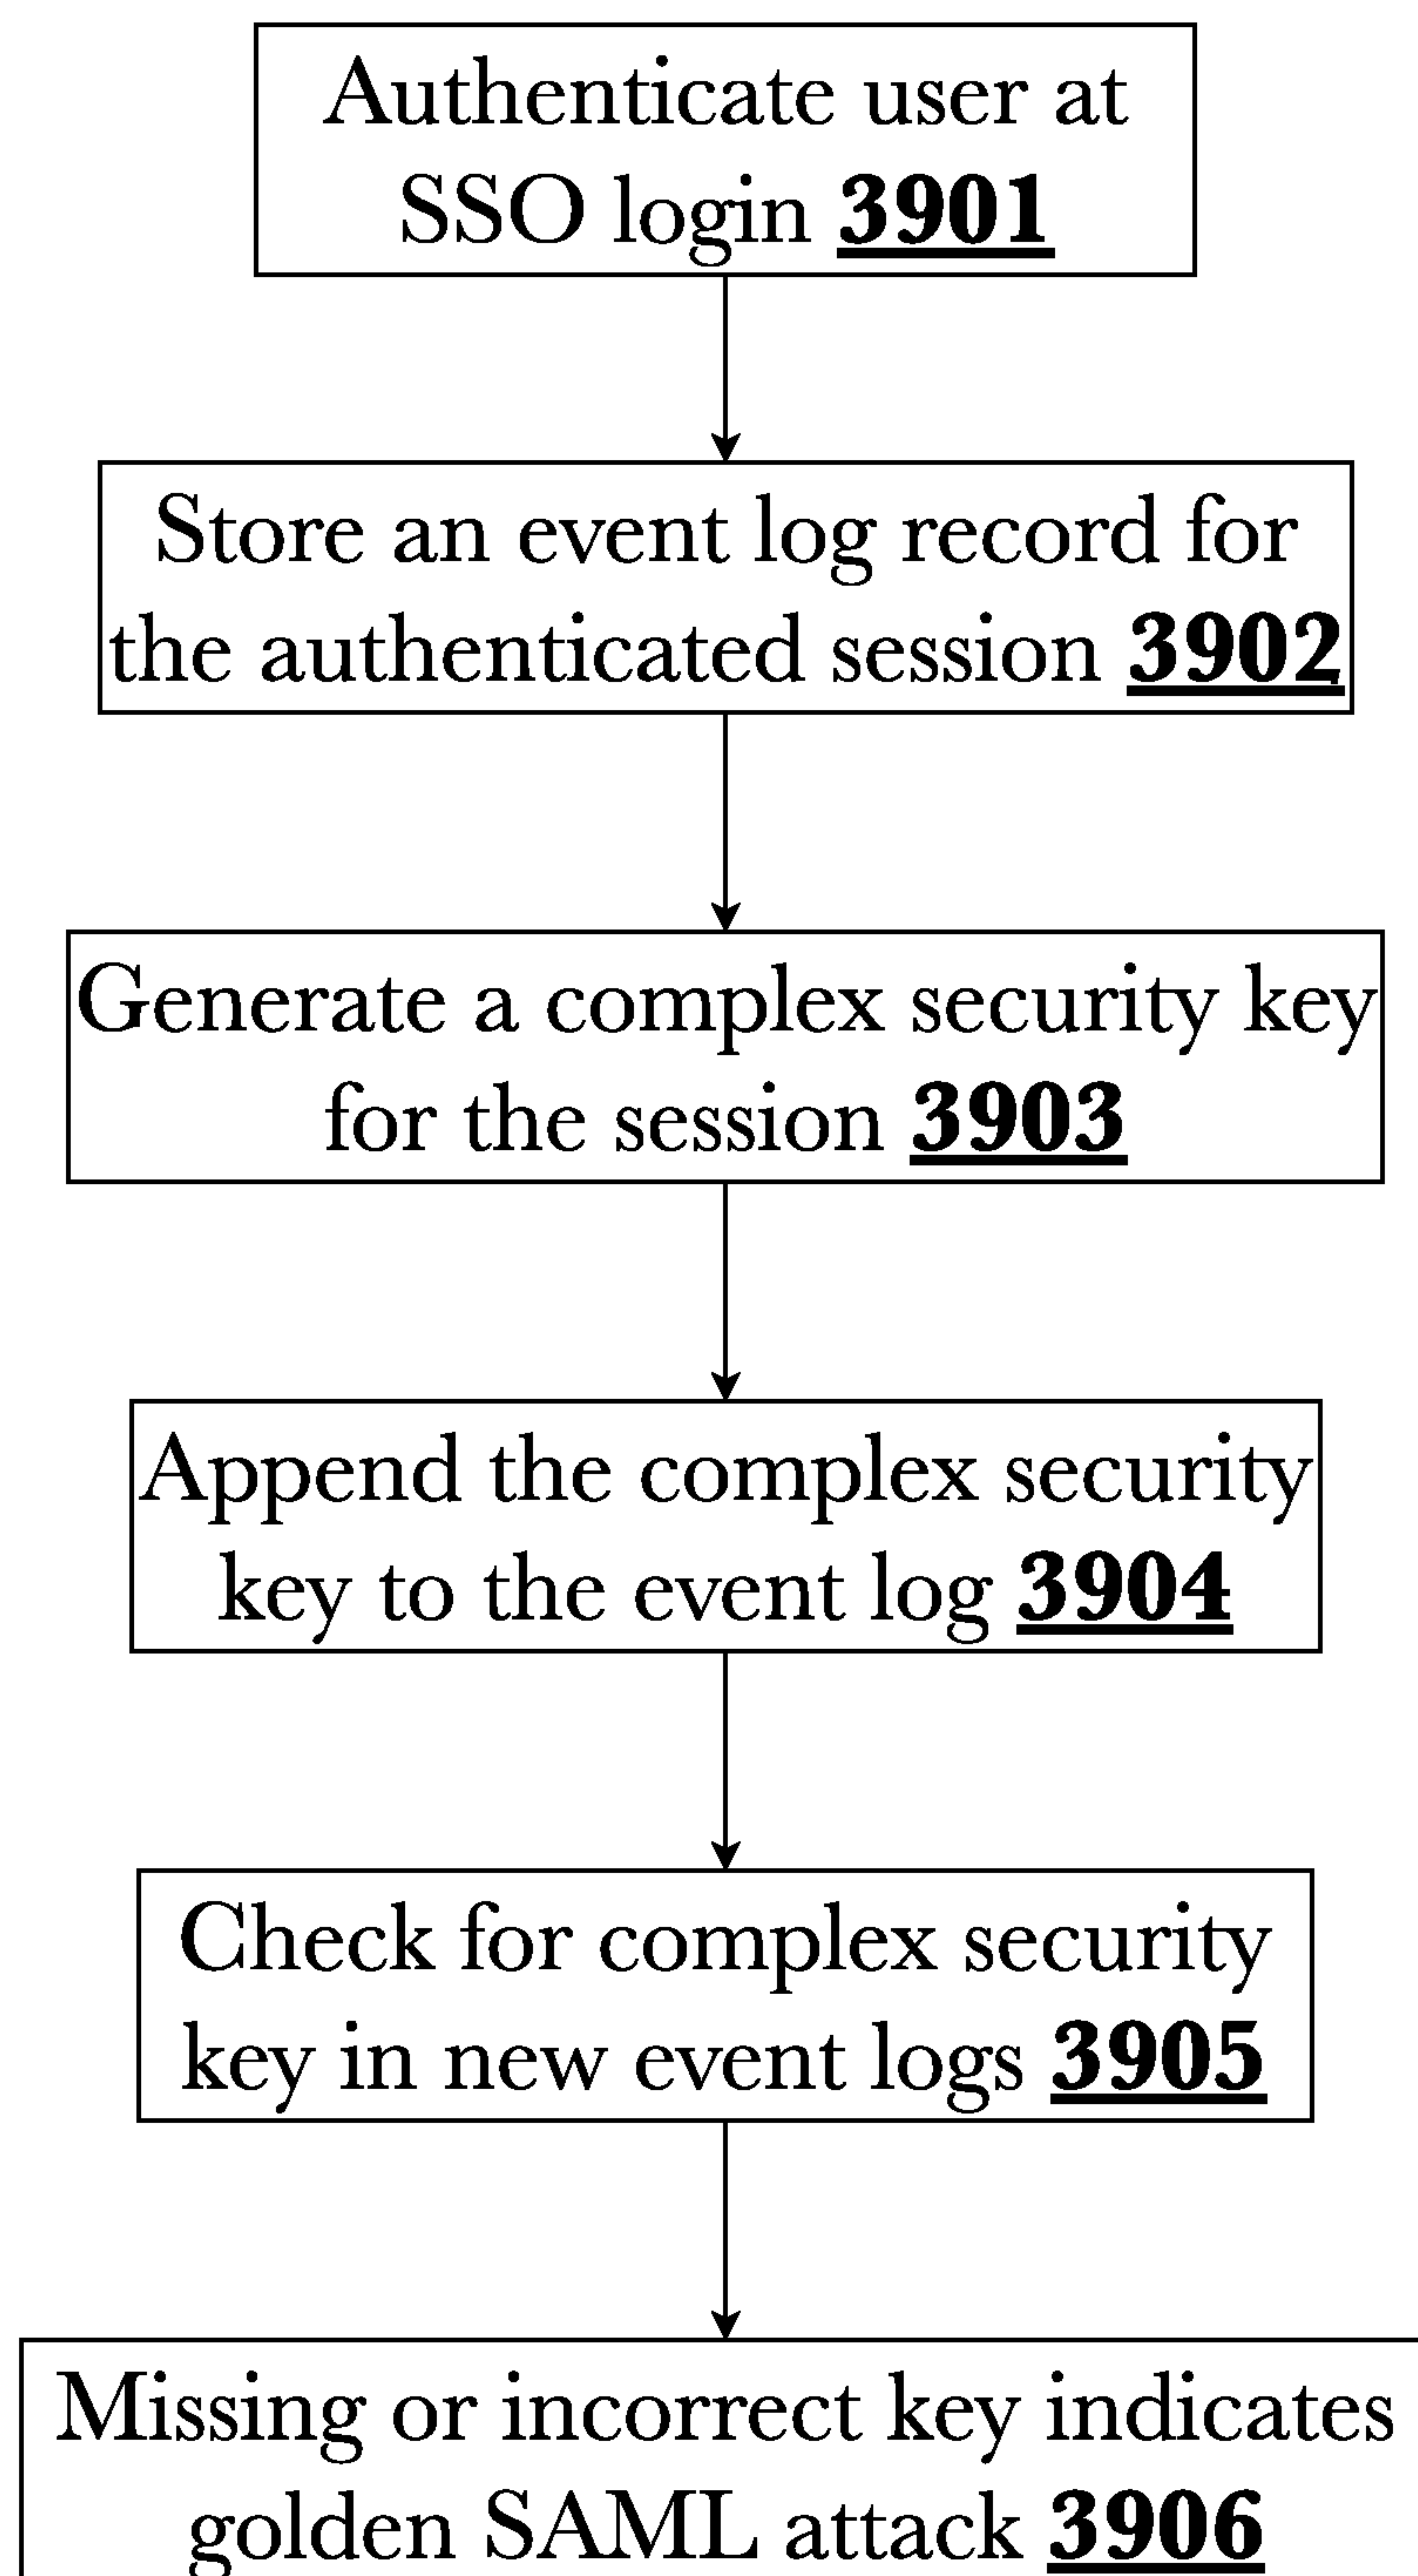 Authenticate user at
SSO login 3901
Store an event log record for
the authenticated session 3902
Generate a complex security key
for the session 3903
Append the complex security
key to the event log 3904
Check for complex security
key in new event logs 3905
Missing or incorrect key indicates
golden SAML attack 3906